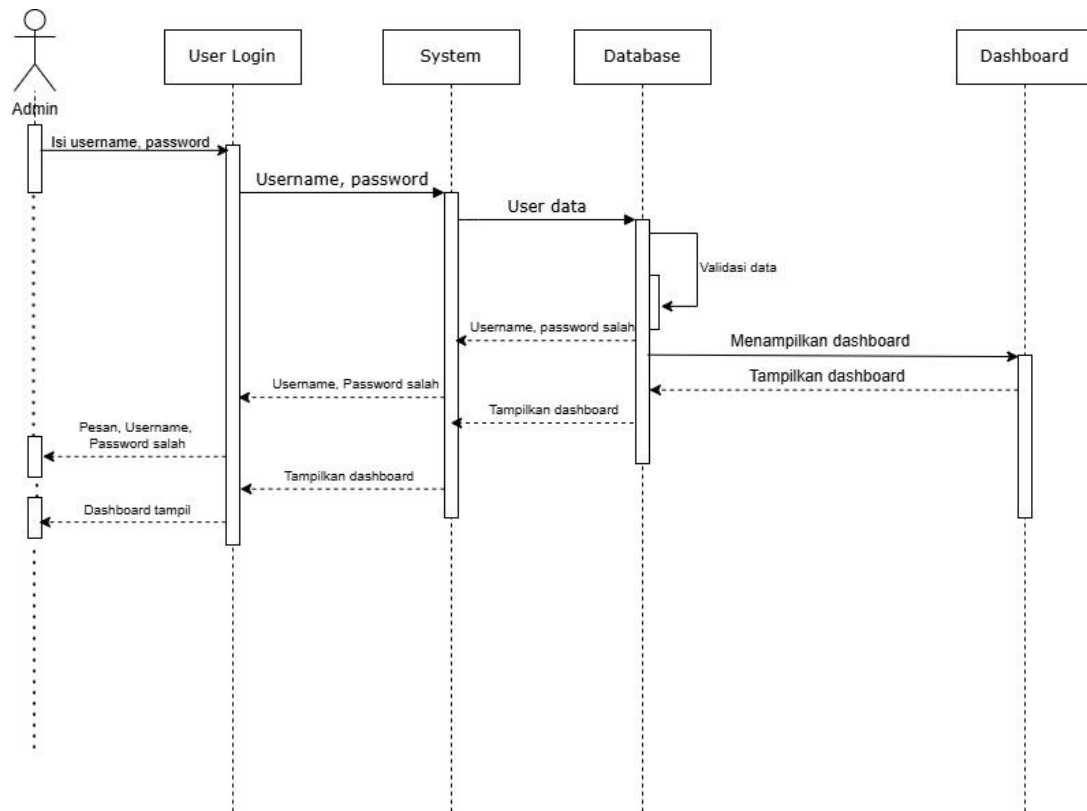 User Login
System
Database
Dashboard
Admin
Isi username, password
Username, password
User data
Validasi data
Username, password salah
Menampilkan dashboard
Tampilkan dashboard
Username, Password salah
Tampilkan dashboard
Pesan, Username,
Password salah
Tampilkan dashboard
Dashboard tampil